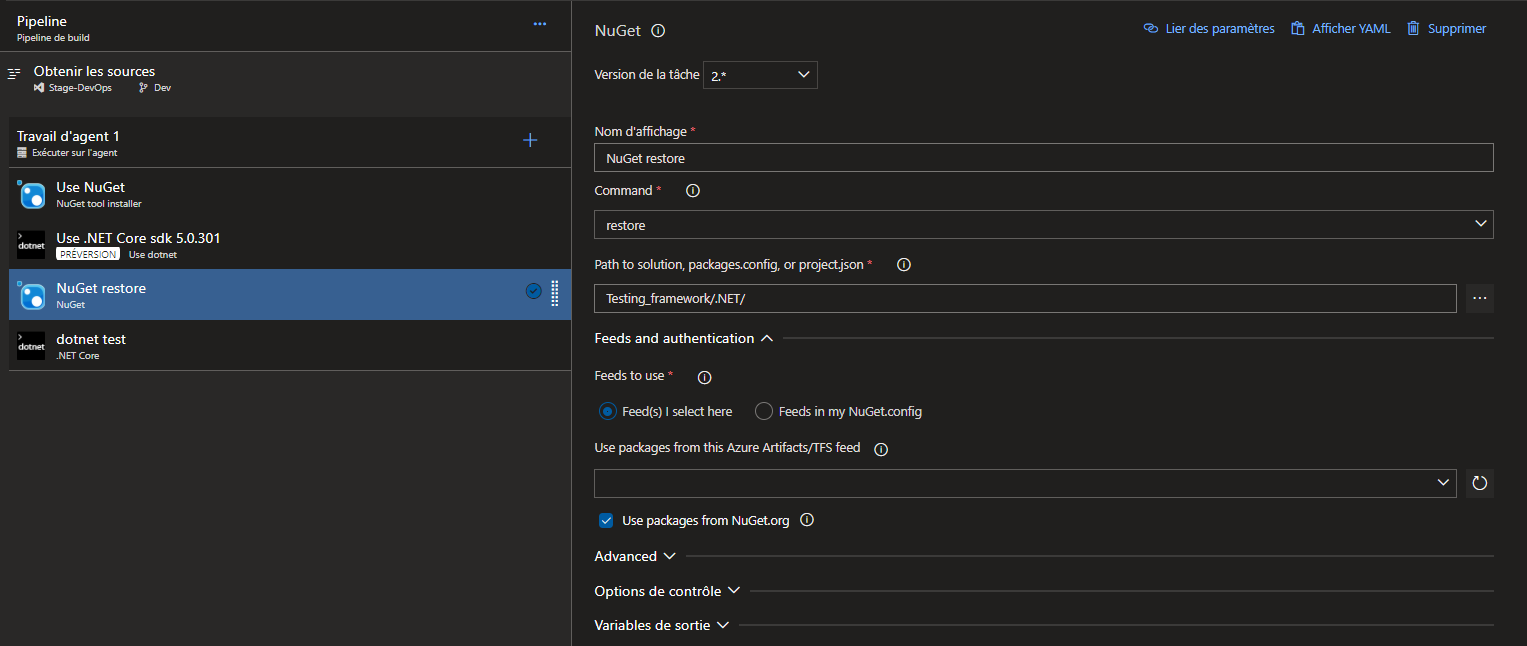 Pipeline
Pipeline de build
...
Obtenir les sources
Stage-DevOps Dev
Travail d'agent 1
Exécuter sur l'agent
Use NuGet
NuGet tool installer
dotnet
Use .NET Core sdk 5.0.301
PRÉVERSION Use dotnet
NuGet restore
NuGet
dotnet
dotnet test
.NET Core
NuGet
Lier des paramètres Afficher YAML Supprimer
Version de la tâche 2.*
Nom d'affichage *
NuGet restore
Command *
restore
Path to solution, packages.config, or project.json *
Testing_framework/.NET/
...
Feeds and authentication
Feeds to use *
Feed(s) I select here Feeds in my NuGet.config
Use packages from this Azure Artifacts/TFS feed
Use packages from NuGet.org
Advanced
Options de contrôle
Variables de sortie